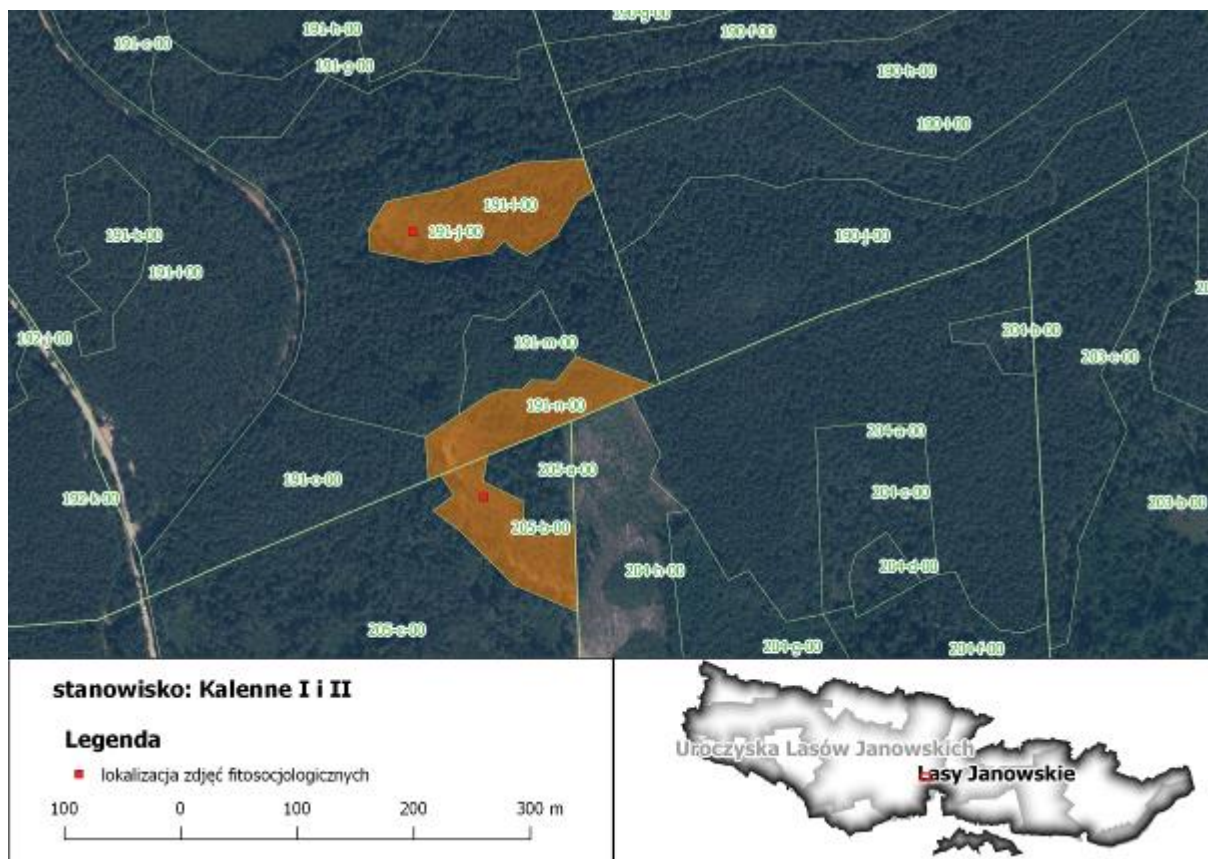 190-g-00
191-h-00
190-f-00
191-c-00
191-g-00
190-h-00
190-i-00
191-i-00
191-j-00
191-k-00
190-j-00
191-l-00
192-j-00
191-m-00
204-b-00
203-c-00
191-n-00
204-a-00
205-a-00
191-o-00
204-c-00
192-k-00
203-b-00
205-b-00
204-d-00
204-h-00
205-c-00
204-g-00
204-f-00
stanowisko: Kalenne I i II
Legenda
lokalizacja zdjęć fitosocjologicznych
100 0 100 200 300 m
Uroczyska Lasów Janowskich
Lasy Janowskie